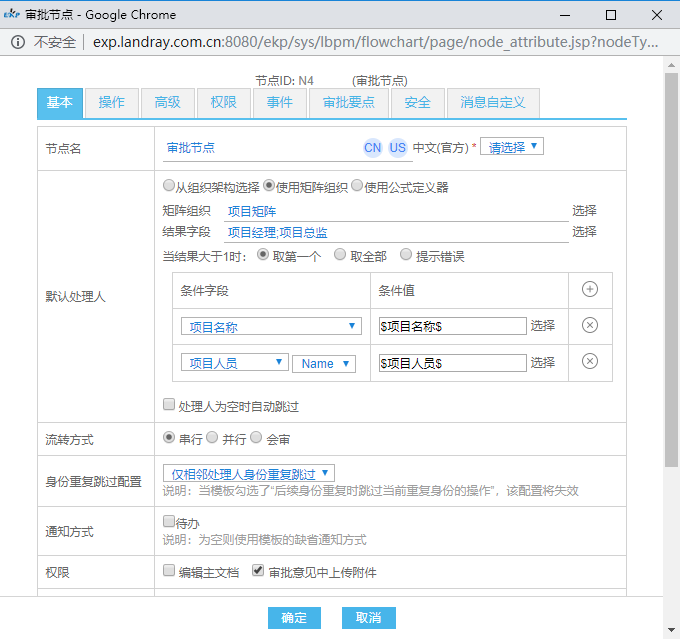 审批节点 - Google Chrome
不安全 | exp.landray.com.cn:8080/ekp/sys/lbpm/flowchart/page/node_attribute.jsp?nodeTy...
节点ID: N4 (审批节点)
基本 操作 高级 权限 事件 审批要点 安全 消息自定义
节点名 审批节点 CN US 中文(官方) * 请选择
默认处理人
从组织架构选择 使用矩阵组织 使用公式定义器
矩阵组织 项目矩阵 选择
结果字段 项目经理;项目总监 选择
当结果大于1时: 取第一个 取全部 提示错误
条件字段 条件值
项目名称 $项目名称$ 选择
项目人员 Name $项目人员$ 选择
处理人为空时自动跳过
流转方式 串行 并行 会审
身份重复跳过配置 仅相邻处理人身份重复跳过
说明：当模板勾选了“后续身份重复时跳过当前重复身份的操作”，该配置将失效
通知方式 待办
说明：为空则使用模板的缺省通知方式
权限 编辑主文档 审批意见中上传附件
确定 取消